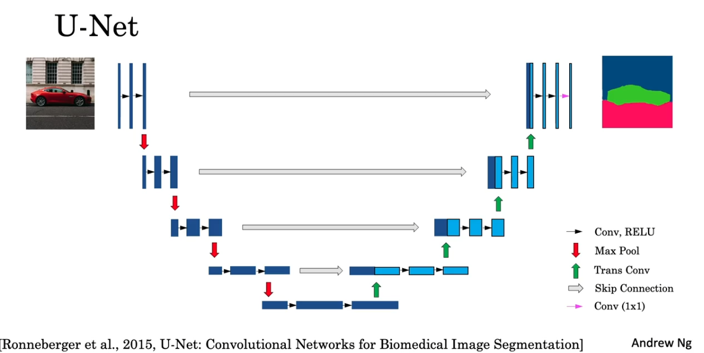 U-Net
Conv, RELU
Max Pool
Trans Conv
Skip Connection
Conv (1x1)
[Ronneberger et al., 2015, U-Net: Convolutional Networks for Biomedical Image Segmentation]
Andrew Ng